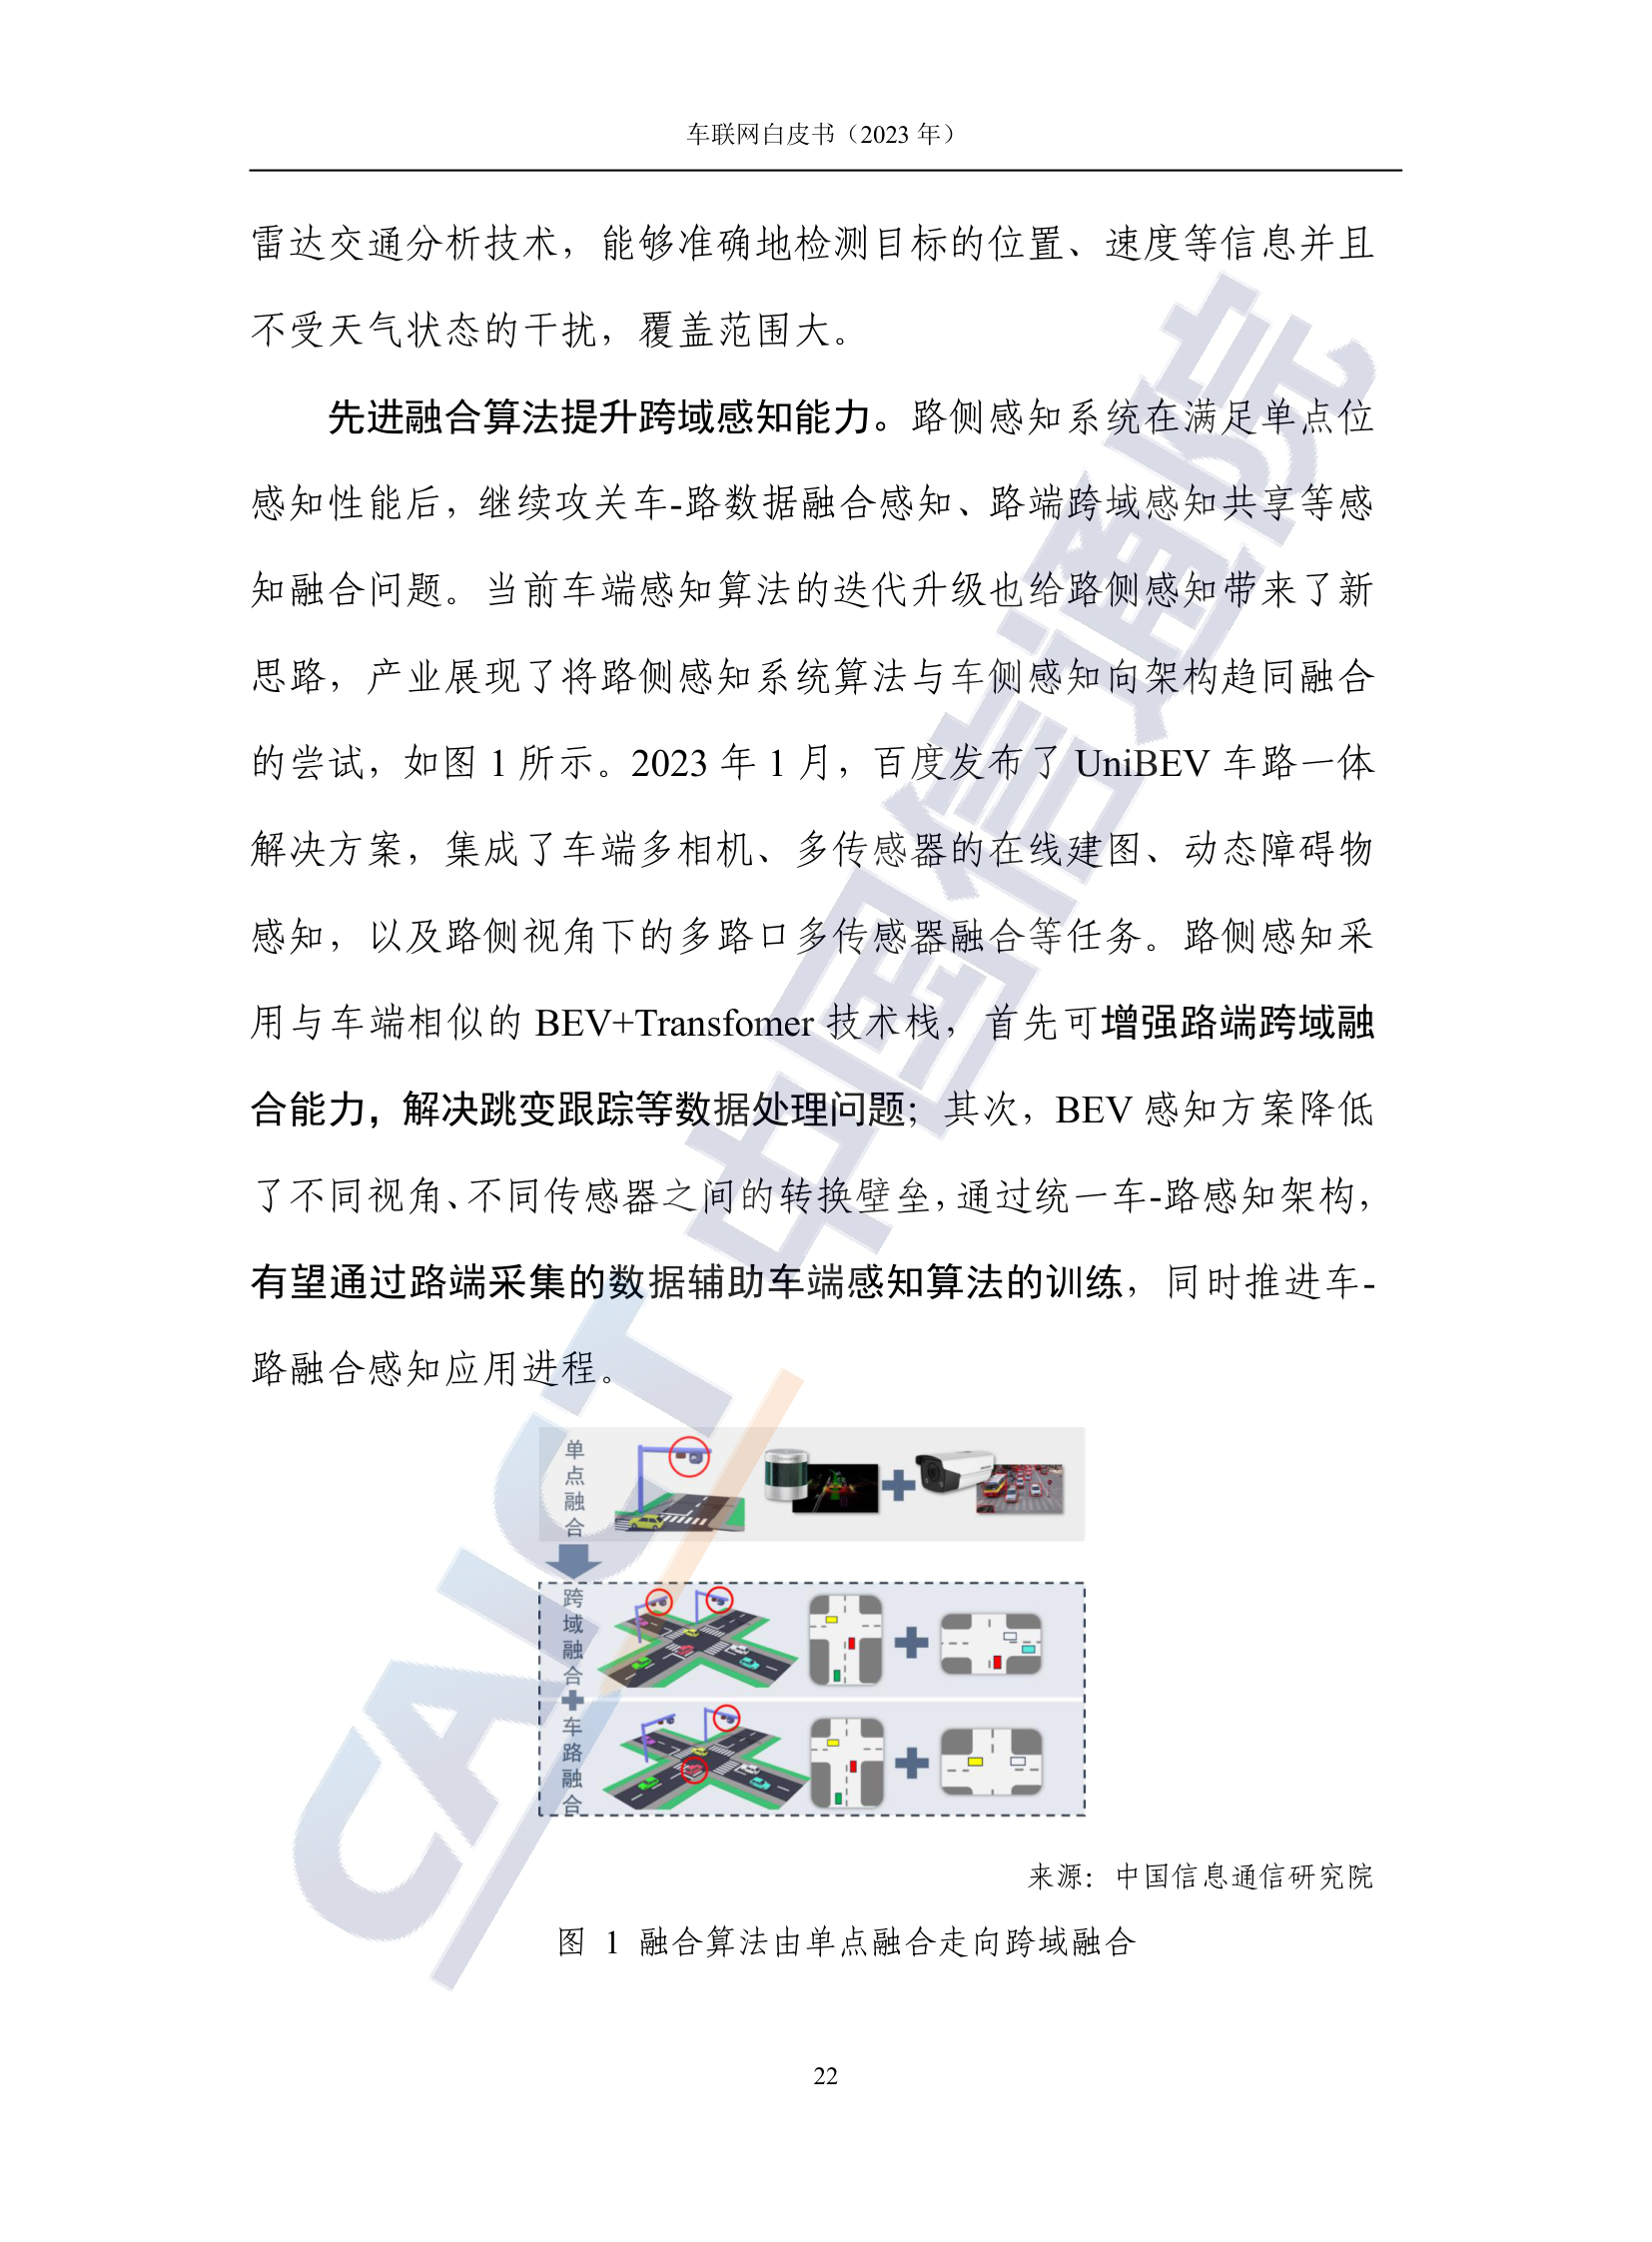 车联网白皮书（2023 年）
雷达交通分析技术，能够准确地检测目标的位置、速度等信息并且
不受天气状态的干扰，覆盖范围大。
先进融合算法提升跨域感知能力。路侧感知系统在满足单点位
感知性能后，继续攻关车-路数据融合感知、路端跨域感知共享等感
知融合问题。当前车端感知算法的迭代升级也给路侧感知带来了新
思路，产业展现了将路侧感知系统算法与车侧感知向架构趋同融合
的尝试，如图 1 所示。2023 年 1 月，百度发布了 UniBEV 车路一体
解决方案，集成了车端多相机、多传感器的在线建图、动态障碍物
感知，以及路侧视角下的多路口多传感器融合等任务。路侧感知采
用与车端相似的 BEV+Transfomer 技术栈，首先可增强路端跨域融
合能力，解决跳变跟踪等数据处理问题；其次，BEV 感知方案降低
了不同视角、不同传感器之间的转换壁垒，通过统一车-路感知架构，
有望通过路端采集的数据辅助车端感知算法的训练，同时推进车-
路融合感知应用进程。
单点融合
跨域融合
车路融合
来源：中国信息通信研究院
图 1 融合算法由单点融合走向跨域融合
22
CAICT 中国信通院